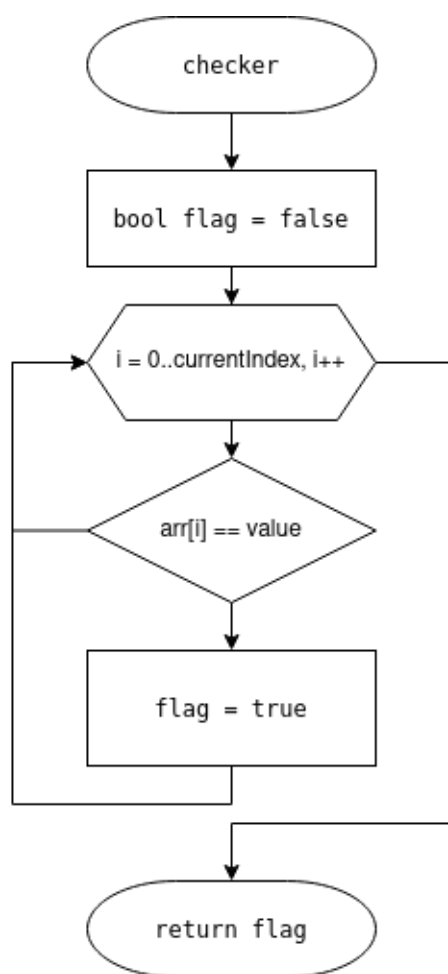 checker
bool flag = false
i = 0..currentIndex, i++
arr[i] == value
flag = true
return flag